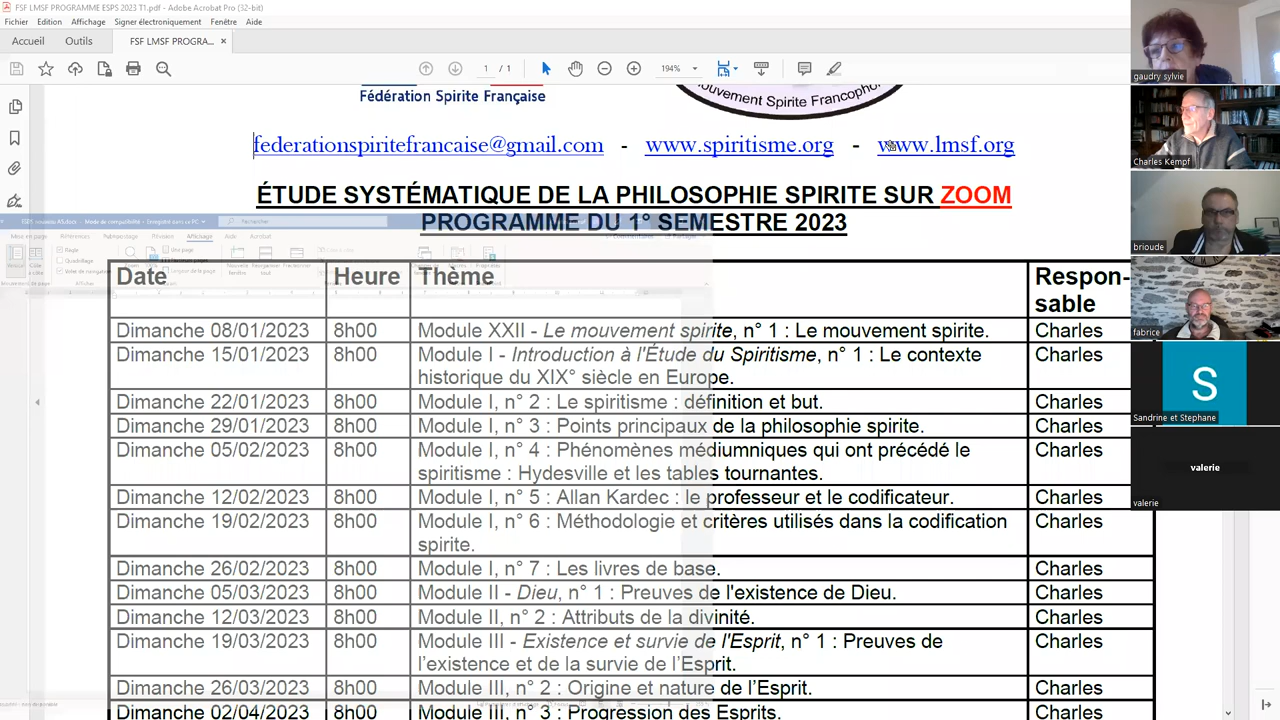 FSF LMSF PROGRAMME ESPS 2023 T1.pdf - Adobe Acrobat Pro (32-bit)
Fichier Edition Affichage Signer électroniquement Fenêtre Aide
Accueil Outils FSF LMSF PROGRA... ×
1 / 1 194%
Fédération Spirite Française
ouvement Spirite Francophon
federationspiritefrancaise@gmail.com - www.spiritisme.org - www.lmsf.org
ÉTUDE SYSTÉMATIQUE DE LA PHILOSOPHIE SPIRITE SUR ZOOM
PROGRAMME DU 1° SEMESTRE 2023
Date Heure Thème Respon-
sable
Dimanche 08/01/2023 8h00 Module XXII - Le mouvement spirite, n° 1 : Le mouvement spirite. Charles
Dimanche 15/01/2023 8h00 Module I - Introduction à l'Étude du Spiritisme, n° 1 : Le contexte Charles
historique du XIX° siècle en Europe.
Dimanche 22/01/2023 8h00 Module I, n° 2 : Le spiritisme : définition et but. Charles
Dimanche 29/01/2023 8h00 Module I, n° 3 : Points principaux de la philosophie spirite. Charles
Dimanche 05/02/2023 8h00 Module I, n° 4 : Phénomènes médiumniques qui ont précédé le Charles
spiritisme : Hydesville et les tables tournantes.
Dimanche 12/02/2023 8h00 Module I, n° 5 : Allan Kardec : le professeur et le codificateur. Charles
Dimanche 19/02/2023 8h00 Module I, n° 6 : Méthodologie et critères utilisés dans la codification Charles
spirite.
Dimanche 26/02/2023 8h00 Module I, n° 7 : Les livres de base. Charles
Dimanche 05/03/2023 8h00 Module II - Dieu, n° 1 : Preuves de l'existence de Dieu. Charles
Dimanche 12/03/2023 8h00 Module II, n° 2 : Attributs de la divinité. Charles
Dimanche 19/03/2023 8h00 Module III - Existence et survie de l'Esprit, n° 1 : Preuves de Charles
l'existence et de la survie de l'Esprit.
Dimanche 26/03/2023 8h00 Module III, n° 2 : Origine et nature de l'Esprit. Charles
Dimanche 02/04/2023 8h00 Module III, n° 3 : Progression des Esprits. Charles
gaudry sylvie
Charles Kempf
brioude
fabrice
S
Sandrine et Stephane
valerie
valerie